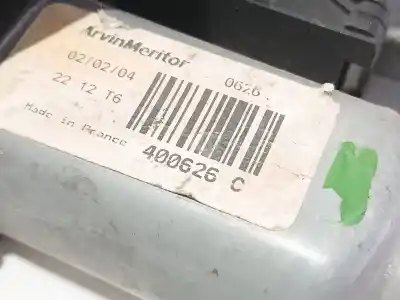 ArvinMeritor
02/02/04 0626
22 12 T6
Made in France
400626 C